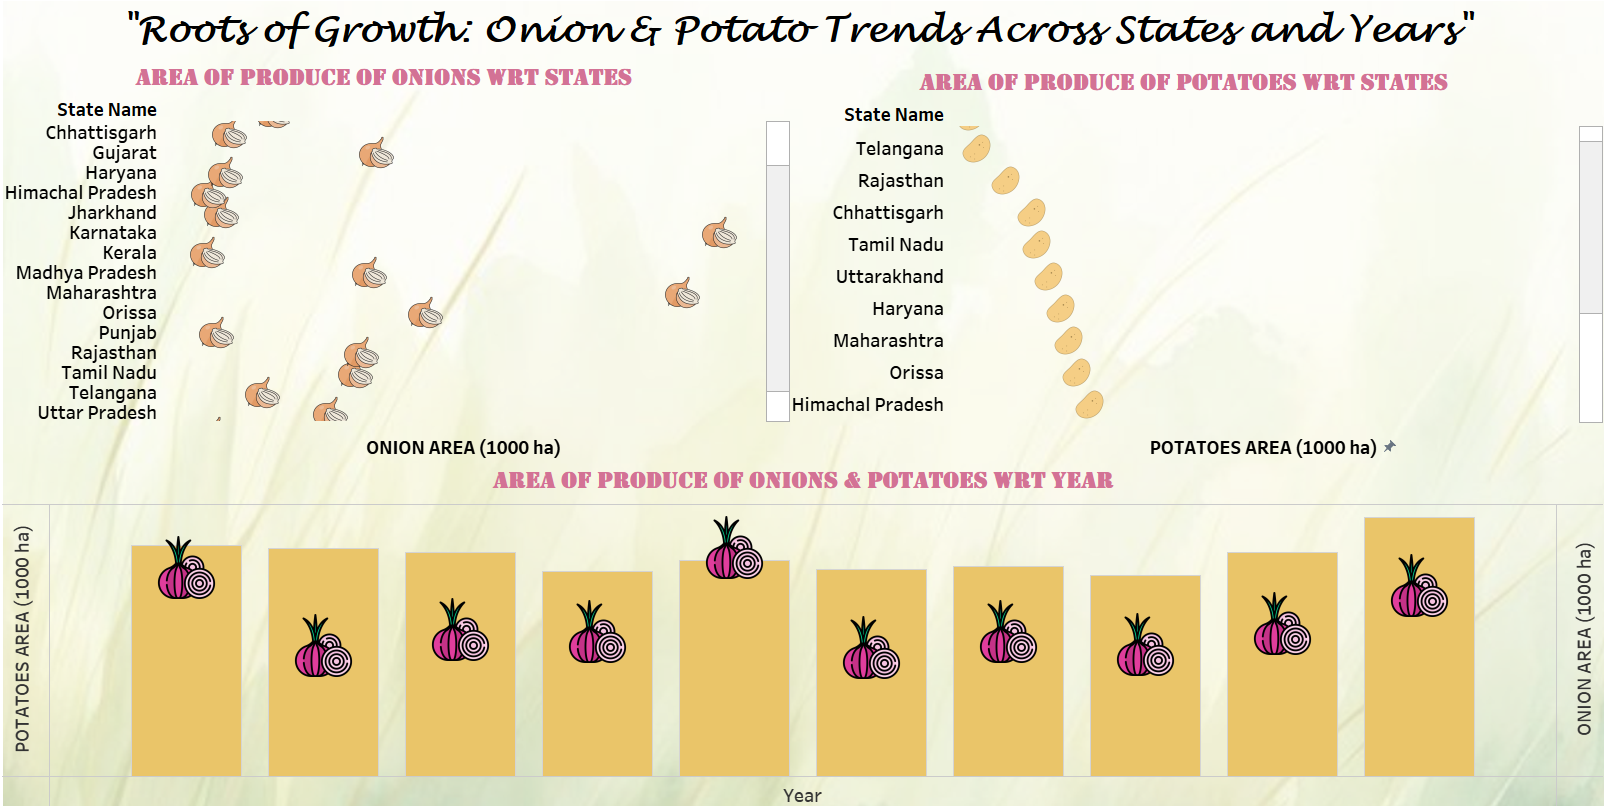 "Roots of Growth: Onion & Potato Trends Across States and Years"
AREA OF PRODUCE OF ONIONS WRT STATES
State Name
Chhattisgarh
Gujarat
Haryana
Himachal Pradesh
Jharkhand
Karnataka
Kerala
Madhya Pradesh
Maharashtra
Orissa
Punjab
Rajasthan
Tamil Nadu
Telangana
Uttar Pradesh
ONION AREA (1000 ha)
AREA OF PRODUCE OF POTATOES WRT STATES
State Name
Telangana
Rajasthan
Chhattisgarh
Tamil Nadu
Uttarakhand
Haryana
Maharashtra
Orissa
Himachal Pradesh
POTATOES AREA (1000 ha)
AREA OF PRODUCE OF ONIONS & POTATOES WRT YEAR
POTATOES AREA (1000 ha)
ONION AREA (1000 ha)
Year